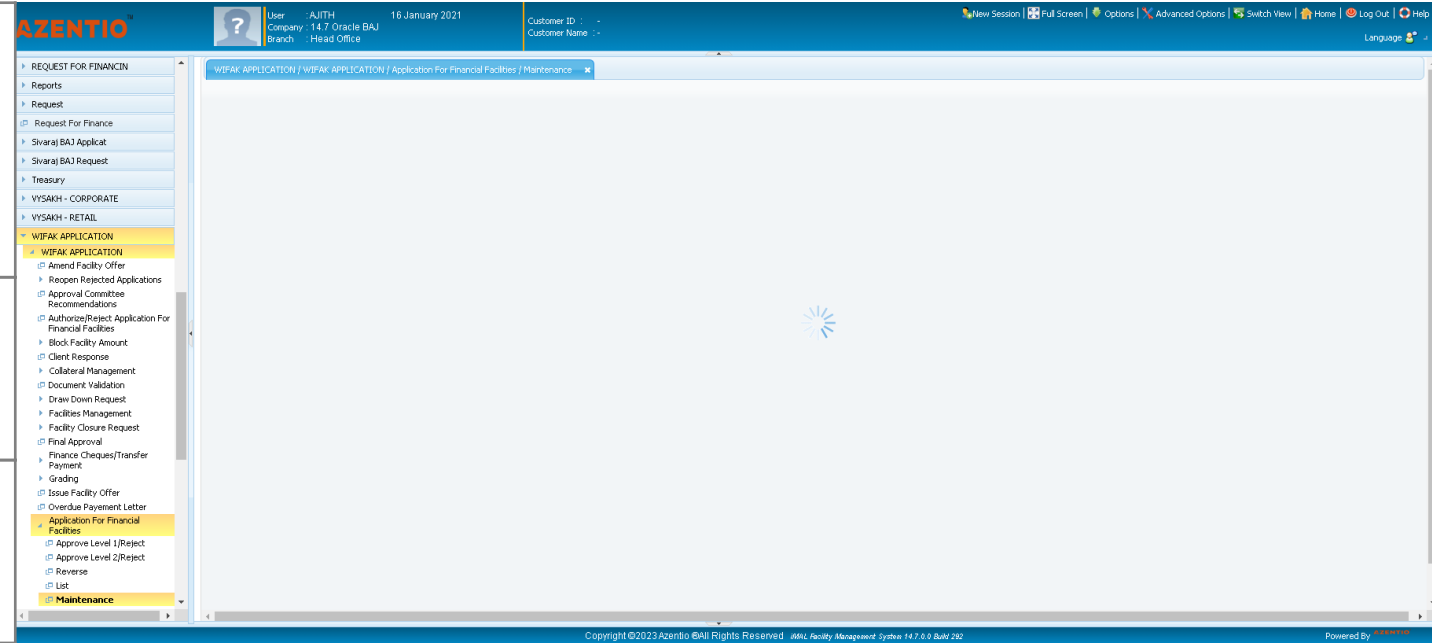 AZENTIO™
User : AJITH 16 January 2021
Company : 14.7 Oracle BAJ
Branch : Head Office
Customer ID : -
Customer Name : -
New Session | Full Screen | Options | Advanced Options | Switch View | Home | Log Out | Help
Language
REQUEST FOR FINANCIN
Reports
Request
Request For Finance
Sivaraj BAJ Applicat
Sivaraj BAJ Request
Treasury
VYSAKH - CORPORATE
VYSAKH - RETAIL
WIFAK APPLICATION
WIFAK APPLICATION
Amend Facility Offer
Reopen Rejected Applications
Approval Committee
Recommendations
Authorize/Reject Application For
Financial Facilities
Block Facility Amount
Client Response
Collateral Management
Document Validation
Draw Down Request
Facilities Management
Facility Closure Request
Final Approval
Finance Cheques/Transfer
Payment
Grading
Issue Facility Offer
Overdue Payement Letter
Application For Financial
Facilities
Approve Level 1/Reject
Approve Level 2/Reject
Reverse
List
Maintenance
WIFAK APPLICATION / WIFAK APPLICATION / Application For Financial Facilities / Maintenance
Copyright ©2023 Azentio ®All Rights Reserved iMAL Facility Management System 14.7.0.0 Build 292
Powered By AZENTIO